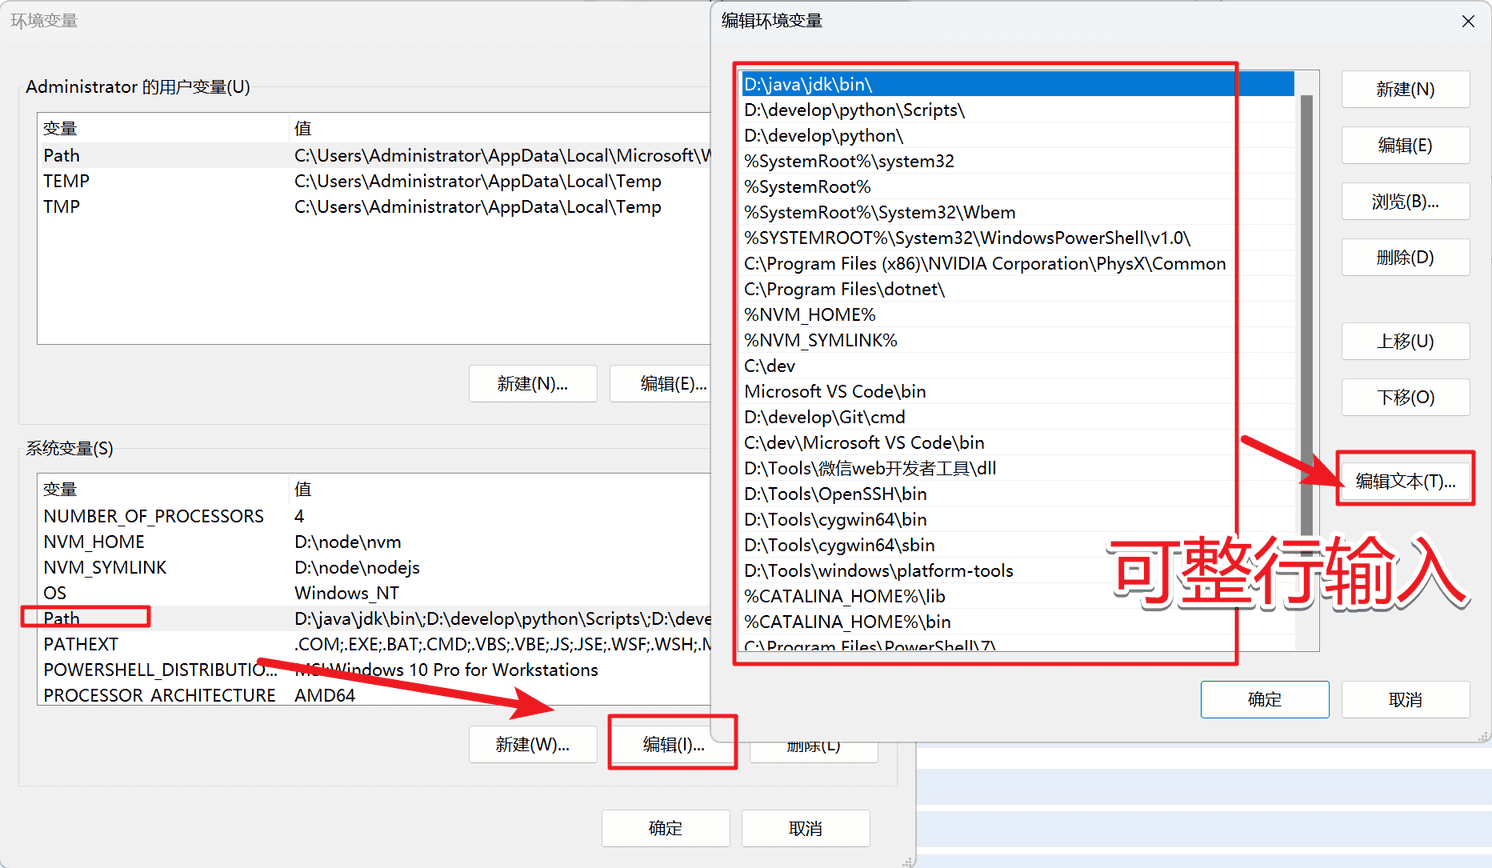 环境变量
Administrator 的用户变量(U)
变量 值
Path C:\Users\Administrator\AppData\Local\Microsoft\W
TEMP C:\Users\Administrator\AppData\Local\Temp
TMP C:\Users\Administrator\AppData\Local\Temp
新建(N)... 编辑(E)...
系统变量(S)
变量 值
NUMBER_OF_PROCESSORS 4
NVM_HOME D:\node\nvm
NVM_SYMLINK D:\node\nodejs
OS Windows_NT
Path D:\java\jdk\bin\;D:\develop\python\Scripts\;D:\deve
PATHEXT .COM;.EXE;.BAT;.CMD;.VBS;.VBE;.JS;.JSE;.WSF;.WSH;.M
POWERSHELL_DISTRIBUTIO... MSI:Windows 10 Pro for Workstations
PROCESSOR_ARCHITECTURE AMD64
新建(W)... 编辑(I)... 删除(L)
确定 取消
编辑环境变量
D:\java\jdk\bin\
D:\develop\python\Scripts\
D:\develop\python\
%SystemRoot%\system32
%SystemRoot%
%SystemRoot%\System32\Wbem
%SYSTEMROOT%\System32\WindowsPowerShell\v1.0\
C:\Program Files (x86)\NVIDIA Corporation\PhysX\Common
C:\Program Files\dotnet\
%NVM_HOME%
%NVM_SYMLINK%
C:\dev
Microsoft VS Code\bin
D:\develop\Git\cmd
C:\dev\Microsoft VS Code\bin
D:\Tools\微信web开发者工具\dll
D:\Tools\OpenSSH\bin
D:\Tools\cygwin64\bin
D:\Tools\cygwin64\sbin
D:\Tools\windows\platform-tools
%CATALINA_HOME%\lib
%CATALINA_HOME%\bin
C:\Program Files\PowerShell\7\
新建(N)
编辑(E)
浏览(B)...
删除(D)
上移(U)
下移(O)
编辑文本(T)...
可整行输入
确定 取消